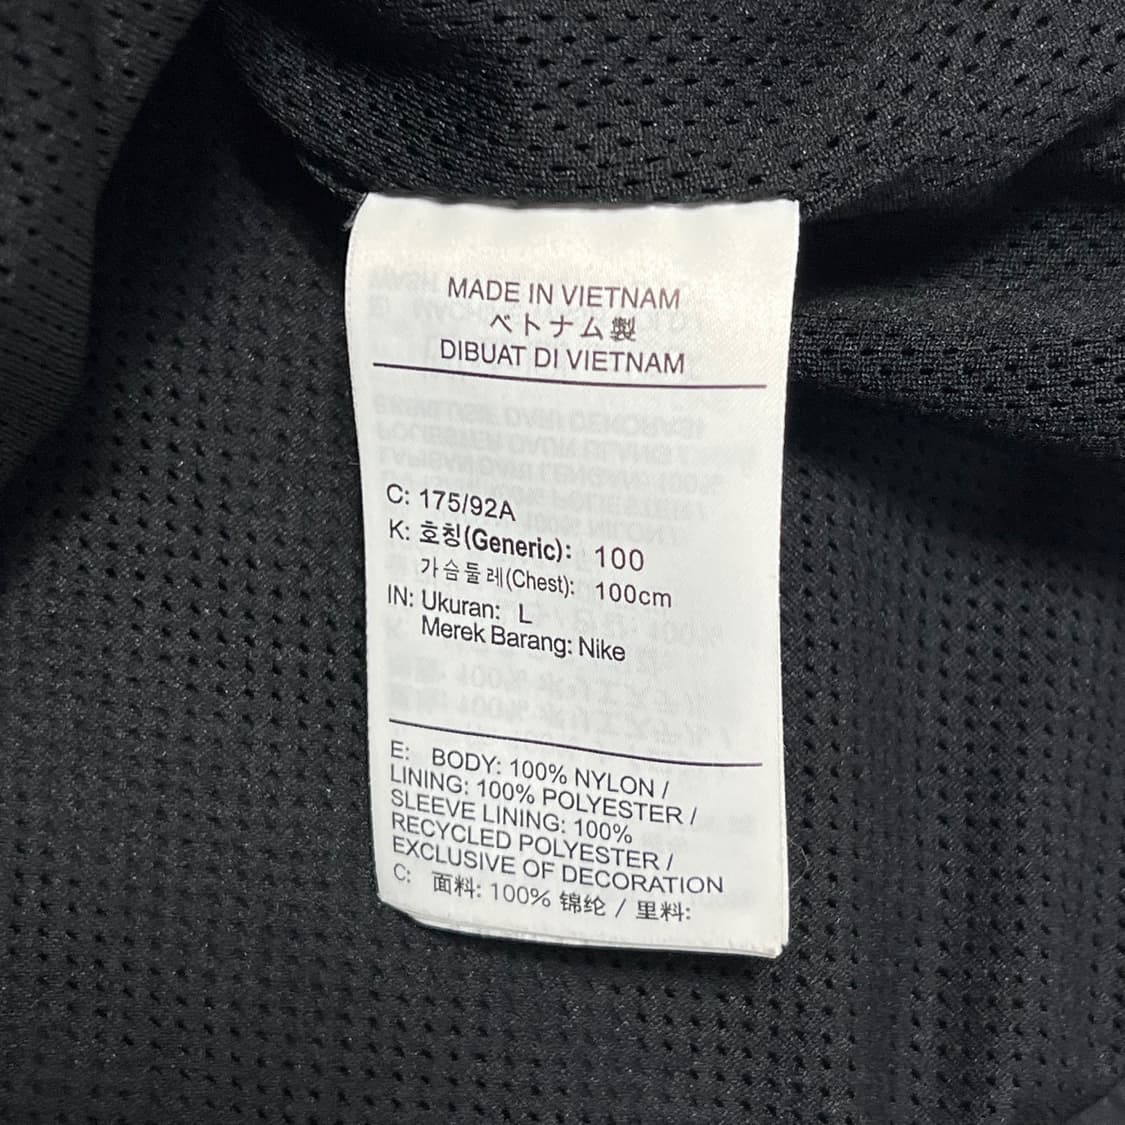 MADE IN VIETNAM
ベトナム製
DIBUAT DI VIETNAM
C: 175/92A
K: 호칭(Generic): 100
가슴둘레(Chest): 100cm
IN: Ukuran: L
Merek Barang: Nike
E: BODY: 100% NYLON /
LINING: 100% POLYESTER /
SLEEVE LINING: 100%
RECYCLED POLYESTER /
EXCLUSIVE OF DECORATION
C: 面料: 100% 锦纶 / 里料: